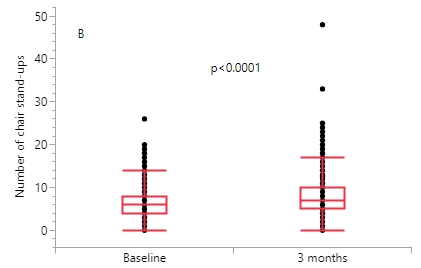 50
B
40
p<0.0001
30
20
10
0
Number of chair stand-ups
Baseline
3 months